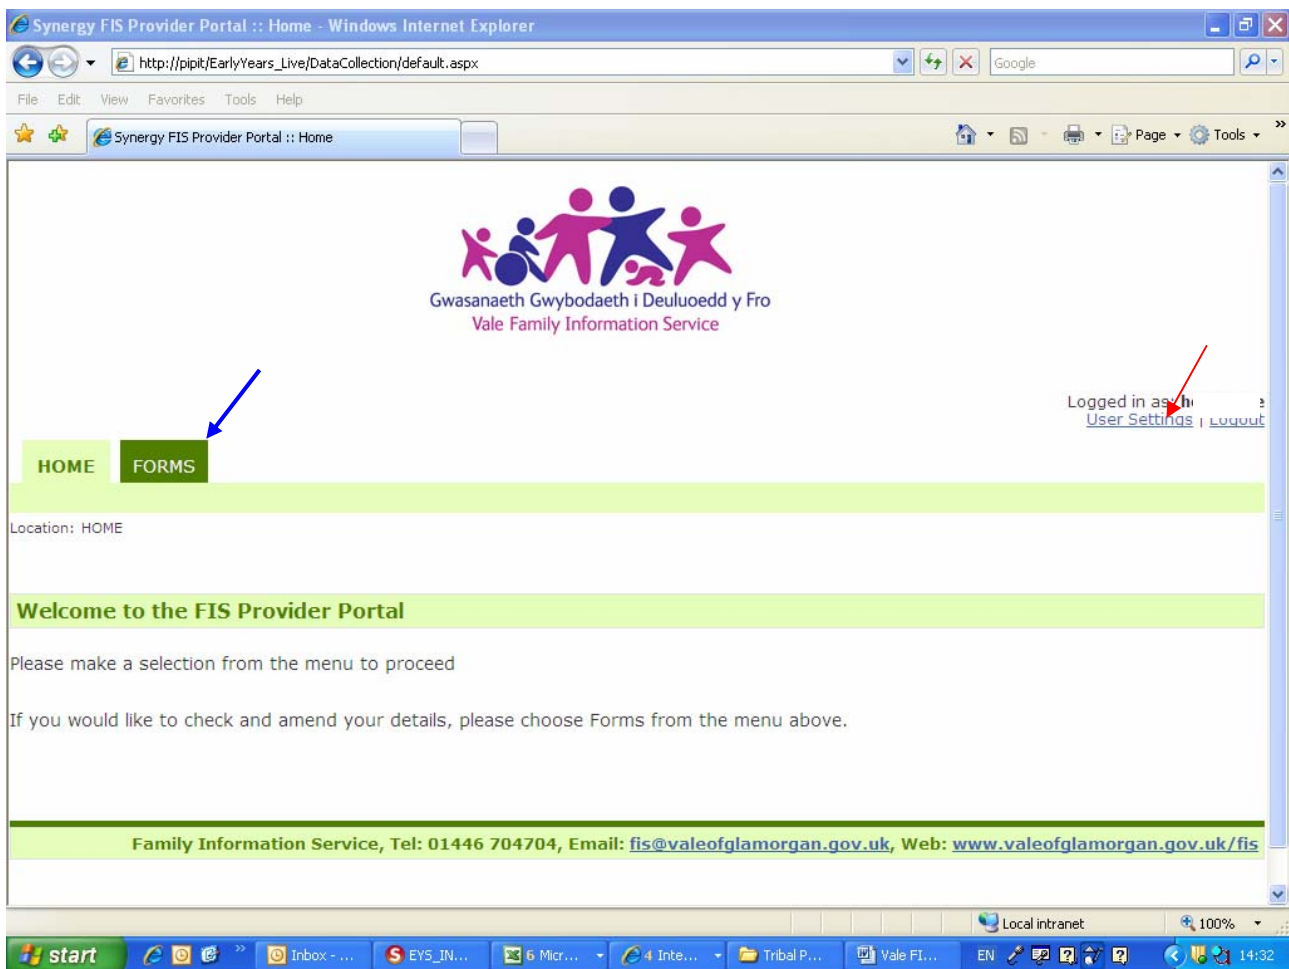 Synergy FIS Provider Portal :: Home - Windows Internet Explorer
http://pipit/EarlyYears_Live/DataCollection/default.aspx
Google
File Edit View Favorites Tools Help
Synergy FIS Provider Portal :: Home
Page Tools
Gwasanaeth Gwybodaeth i Deuluoedd y Fro
Vale Family Information Service
Logged in as:
User Settings | Logout
HOME FORMS
Location: HOME
Welcome to the FIS Provider Portal
Please make a selection from the menu to proceed
If you would like to check and amend your details, please choose Forms from the menu above.
Family Information Service, Tel: 01446 704704, Email: fis@valeofglamorgan.gov.uk, Web: www.valeofglamorgan.gov.uk/fis
Local intranet 100%
start Inbox - ... EYS_IN... 6 Micr... 4 Inte... Tribal P... Vale FI... EN 14:32